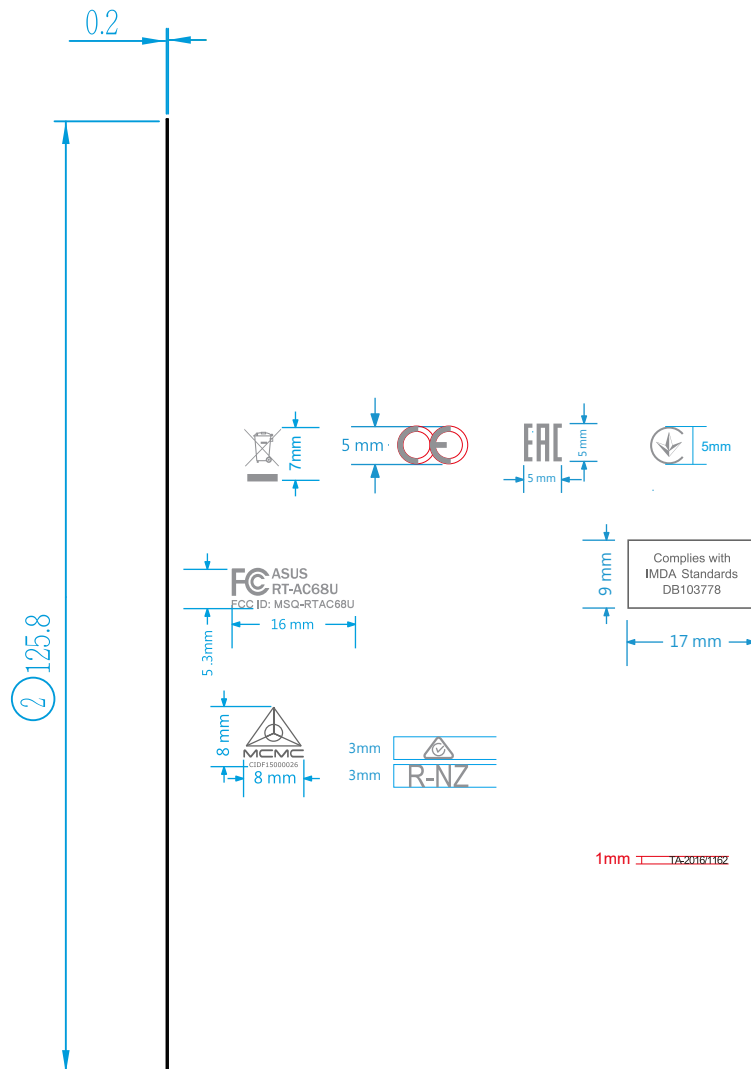 0.2
② 125.8
7mm
5 mm
CE
EAC
5 mm
5 mm
5mm
FC ASUS
RT-AC68U
FCC ID: MSQ-RTAC68U
16 mm
5.3mm
9 mm
Complies with
IMDA Standards
DB103778
17 mm
8 mm
MCMC
CIDF15000026
8 mm
3mm
3mm
R-NZ
1mm
TA-2016/1162